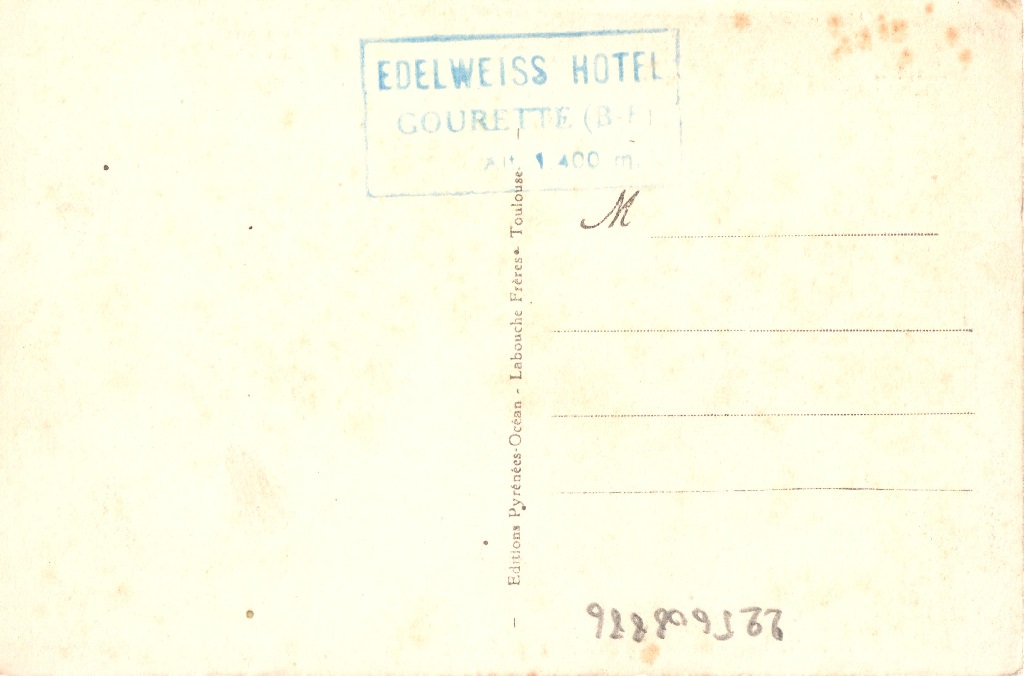 EDELWEISS HOTEL
GOURETTE (B-P)
Alt. 1.400 m.
M
Editions Pyrénées-Océan - Labouche Frères - Toulouse